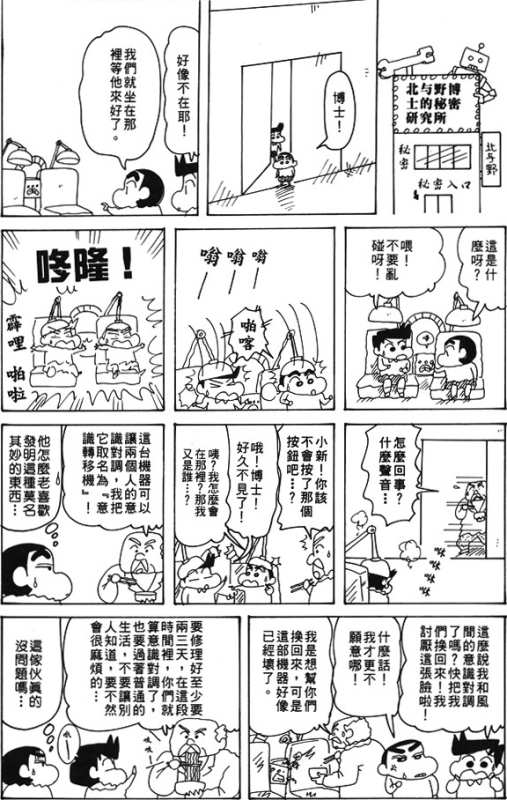 北与野博
士的秘密
研究所
北与野
秘密
秘密入口
博士！
好像不在耶！
我們就坐在那
裡等他來好了。
這是什
麼呀？
喂！
不要亂
碰呀！
嗡 嗡 嗡
啪喀
咚隆！
霹哩 啪啦
怎麼回事？
什麼聲音…
小新！你該
不會按了那個
按鈕吧…？
哦！博士！
好久不見了！
咦？我怎麼會
在那裡？那我
又是誰…？
這台機器可以
讓兩個人的意
識對調，我把
它取名為『意
識轉移機』！
他怎麼老喜歡
發明這種莫名
其妙的東西…
這麼說我和風
間的意識對調
了嗎？快把我
們換回來！我
討厭這張臉啦！
什麼話！
我才更不
願意哪！
我是想幫你們
換回來，可是
這部機器好像
已經壞了。
要修理好至少要
兩三天，在這段
時間裡，你們就
算意識對調了，
也要過著普通的
生活，不要讓別
人知道，要不然
會很麻煩的…
這傢伙真的
沒問題嗎…